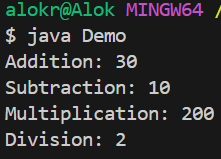 alokr@Alok MINGW64 /
$ java Demo
Addition: 30
Subtraction: 10
Multiplication: 200
Division: 2